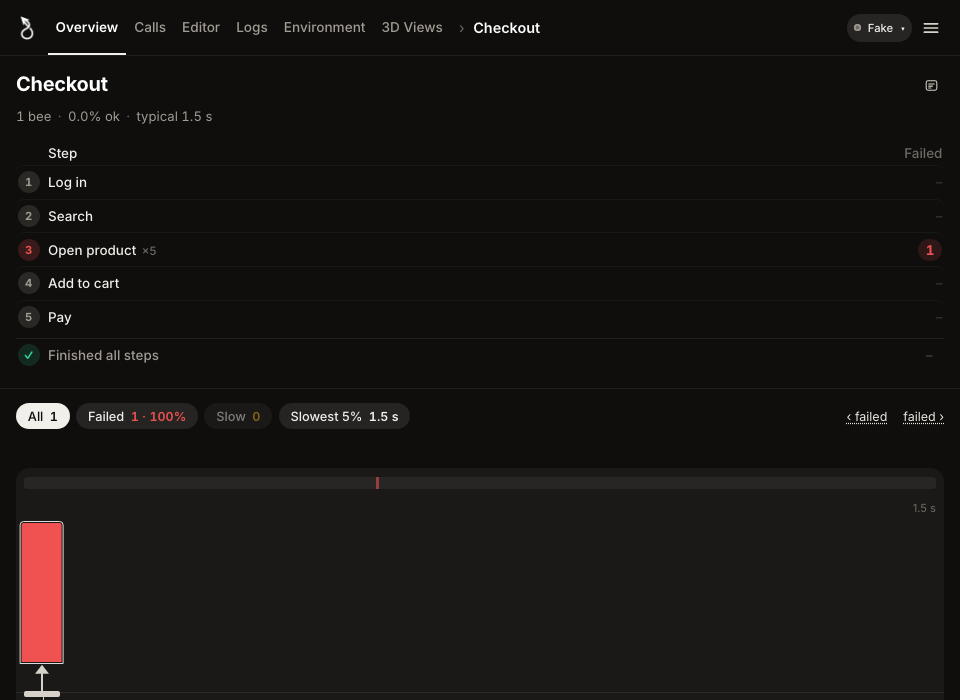 Overview Calls Editor Logs Environment 3D Views › Checkout Fake ▾
Checkout
1 bee · 0.0% ok · typical 1.5 s
Step Failed
1 Log in –
2 Search –
3 Open product ×5 1
4 Add to cart –
5 Pay –
Finished all steps –
All 1 Failed 1 · 100% Slow 0 Slowest 5% 1.5 s ‹ failed failed ›
1.5 s